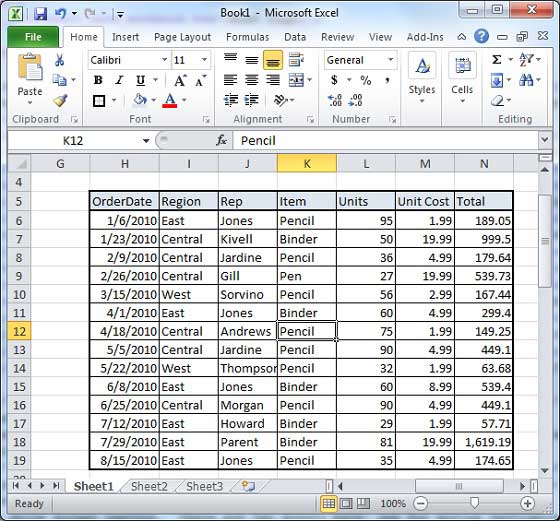 Book1 - Microsoft Excel
File Home Insert Page Layout Formulas Data View Add-Ins
Paste
Calibri 11
General
Styles
Cells
Clipboard Font Alignment Number Editing
K12 fx Pencil
G H I J K L M N
4
5 OrderDate Region Rep Item Units Unit Cost Total
6 1/6/2010 East Jones Pencil 95 1.99 189.05
7 1/23/2010 Central Kivell Binder 50 19.99 999.5
8 2/9/2010 Central Jardine Pencil 36 4.99 179.64
9 2/26/2010 Central Gill Pen 27 19.99 539.73
10 3/15/2010 West Sorvino Pencil 56 2.99 167.44
11 4/1/2010 East Jones Binder 60 4.99 299.4
12 4/18/2010 Central Andrews Pencil 75 1.99 149.25
13 5/5/2010 Central Jardine Pencil 90 4.99 449.1
14 5/22/2010 West Thompson Pencil 32 1.99 63.68
15 6/8/2010 East Jones Binder 60 8.99 539.4
16 6/25/2010 Central Morgan Pencil 90 4.99 449.1
17 7/12/2010 East Howard Binder 29 1.99 57.71
18 7/29/2010 East Parent Binder 81 19.99 1,619.19
19 8/15/2010 East Jones Pencil 35 4.99 174.65
Sheet1 Sheet2 Sheet3
Ready 100%